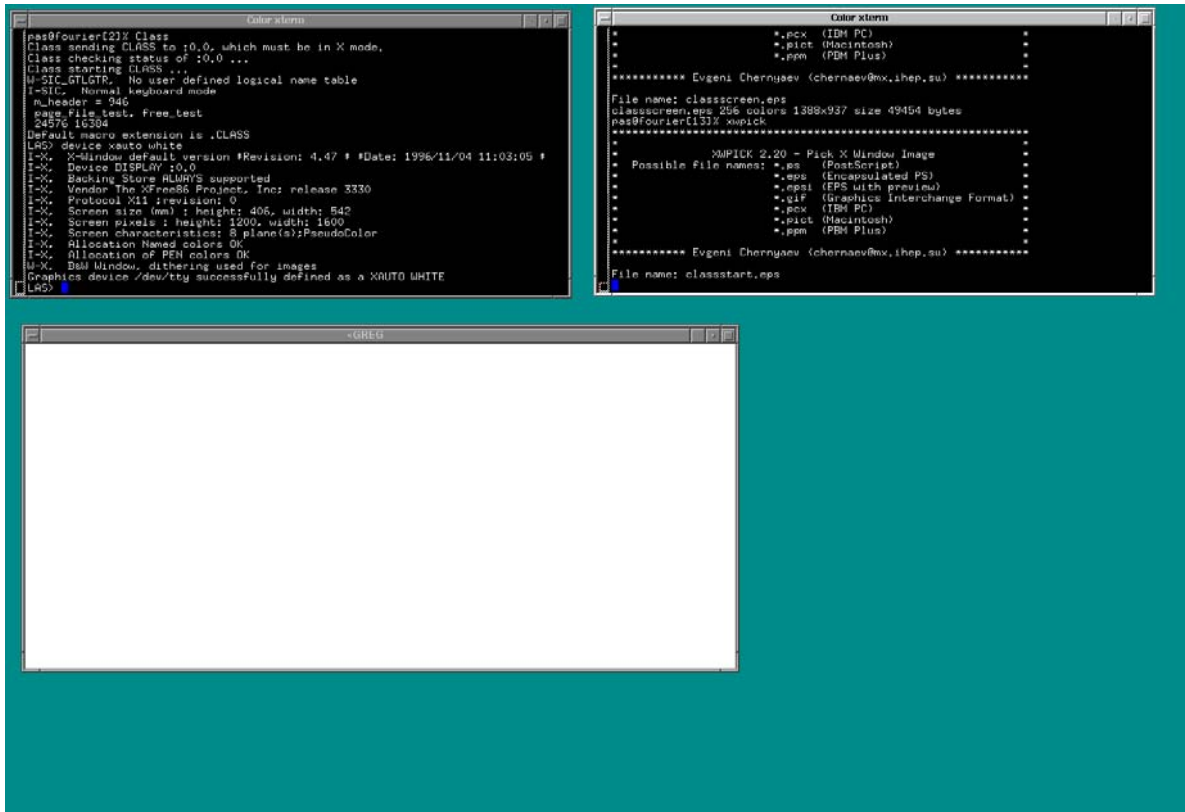 Color xterm
pas@fourier[2]% Class
Class sending CLASS to :0.0, which must be in X mode.
Class checking status of :0.0 ...
Class starting CLASS ...
W-SIC_GTLGTR,  No user defined logical name table
I-SIC,  Normal keyboard mode
m_header = 946
page_file_test, free_test
24576 16384
Default macro extension is .CLASS
LAS> device xauto white
I-X,  X-Window default version $Revision: 4.47 $ $Date: 1996/11/04 11:03:05 $
I-X,  Device DISPLAY :0.0
I-X,  Backing Store ALWAYS supported
I-X,  Vendor The XFree86 Project, Inc; release 3330
I-X,  Protocol X11 ;revision: 0
I-X,  Screen size (mm) : height: 406, width: 542
I-X,  Screen pixels : height: 1200, width: 1600
I-X,  Screen characteristics: 8 plane(s);PseudoColor
I-X,  Allocation Named colors OK
I-X,  Allocation of PEN colors OK
W-X,  B&W Window, dithering used for images
Graphics device /dev/tty successfully defined as a XAUTO WHITE
LAS>
Color xterm
*                       *.pcx  (IBM PC)                       *
*                       *.pict (Macintosh)                    *
*                       *.ppm  (PBM Plus)                     *
*                                                             *
*********** Evgeni Chernyaev (chernaev@mx.ihep.su) ***********
File name: classscreen.eps
classscreen.eps 256 colors 1388x937 size 49454 bytes
pas@fourier[13]% xwpick
**************************************************************
*                                                             *
*              XWPICK 2.20 - Pick X Window Image              *
*  Possible file names: *.ps   (PostScript)                   *
*                       *.eps  (Encapsulated PS)              *
*                       *.epsi (EPS with preview)             *
*                       *.gif  (Graphics Interchange Format) *
*                       *.pcx  (IBM PC)                       *
*                       *.pict (Macintosh)                    *
*                       *.ppm  (PBM Plus)                     *
*                                                             *
*********** Evgeni Chernyaev (chernaev@mx.ihep.su) ***********
File name: classstart.eps
<GREG